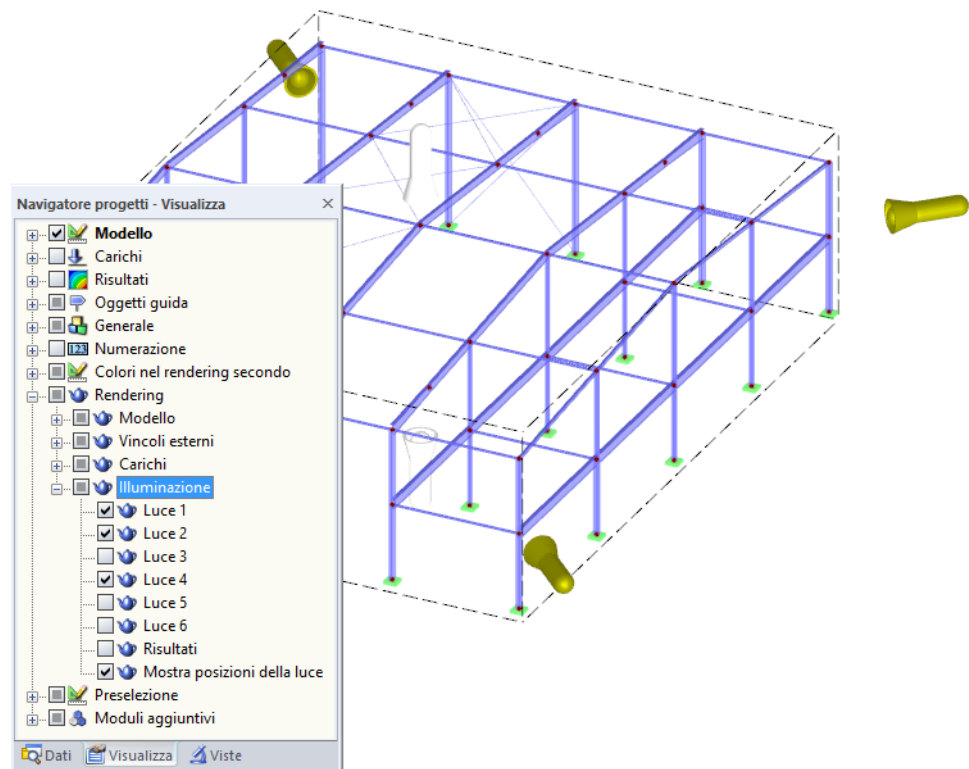 Navigatore progetti - Visualizza
Modello
Carichi
Risultati
Oggetti guida
Generale
123 Numerazione
Colori nel rendering secondo
Rendering
Modello
Vincoli esterni
Carichi
Illuminazione
Luce 1
Luce 2
Luce 3
Luce 4
Luce 5
Luce 6
Risultati
Mostra posizioni della luce
Preselezione
Moduli aggiuntivi
Dati Visualizza Viste